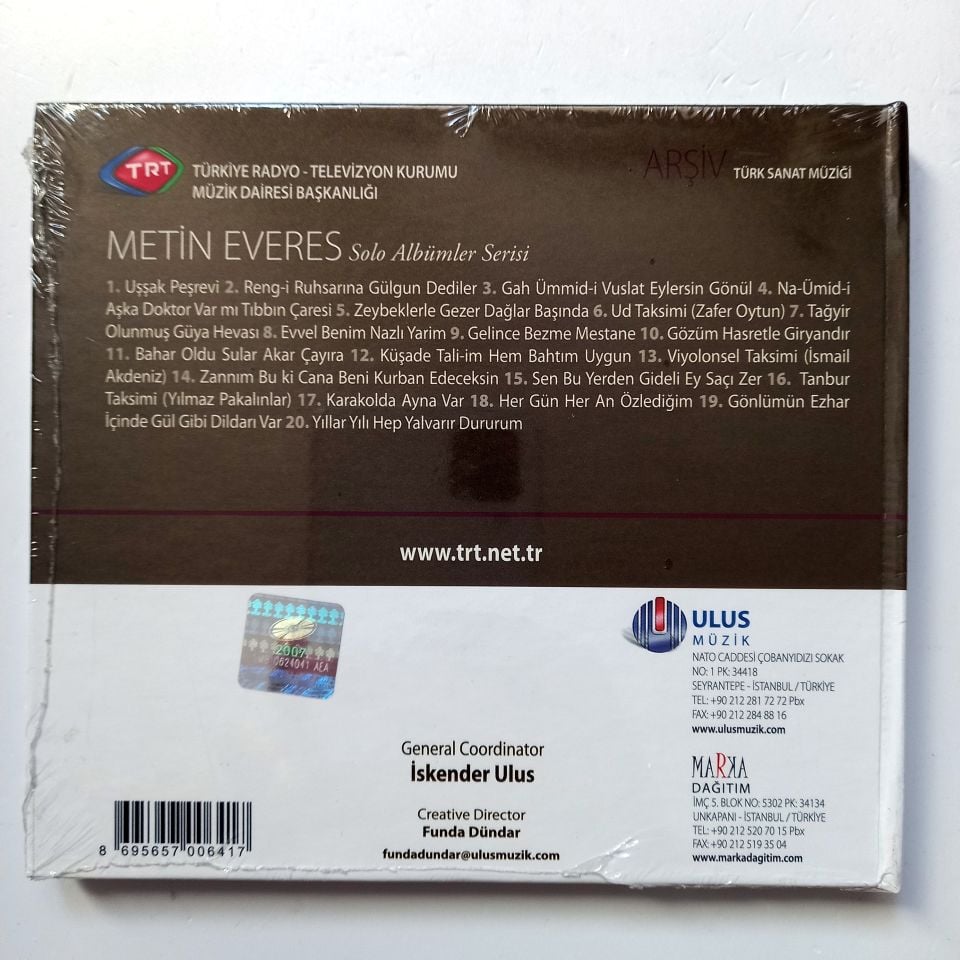 TRT
TÜRKİYE RADYO - TELEVİZYON KURUMU
MÜZİK DAİRESİ BAŞKANLIĞI
ARŞİV TÜRK SANAT MÜZİĞİ
METİN EVERES Solo Albümler Serisi
1. Uşşak Peşrevi 2. Reng-i Ruhsarına Gülgun Dediler 3. Gah Ümmid-i Vuslat Eylersin Gönül 4. Na-Ümid-i
Aşka Doktor Var mı Tıbbın Çaresi 5. Zeybeklerle Gezer Dağlar Başında 6. Ud Taksimi (Zafer Oytun) 7. Tağyir
Olunmuş Güya Hevası 8. Evvel Benim Nazlı Yarim 9. Gelince Bezme Mestane 10. Gözüm Hasretle Giryandır
11. Bahar Oldu Sular Akar Çayıra 12. Küşade Tali-im Hem Bahtım Uygun 13. Viyolonsel Taksimi (İsmail
Akdeniz) 14. Zannım Bu ki Cana Beni Kurban Edeceksin 15. Sen Bu Yerden Gideli Ey Saçı Zer 16. Tanbur
Taksimi (Yılmaz Pakalınlar) 17. Karakolda Ayna Var 18. Her Gün Her An Özlediğim 19. Gönlümün Ezhar
İçinde Gül Gibi Dildarı Var 20. Yıllar Yılı Hep Yalvarır Dururum
www.trt.net.tr
2007
0624041 AEA
ULUS
MÜZİK
NATO CADDESİ ÇOBANYIDIZI SOKAK
NO: 1 PK: 34418
SEYRANTEPE - İSTANBUL / TÜRKİYE
TEL: +90 212 281 72 72 Pbx
FAX: +90 212 284 88 16
www.ulusmuzik.com
General Coordinator
İskender Ulus
Creative Director
Funda Dündar
fundadundar@ulusmuzik.com
MARKA
DAĞITIM
İMÇ 5. BLOK NO: 5302 PK: 34134
UNKAPANI - İSTANBUL / TÜRKİYE
TEL: +90 212 520 70 15 Pbx
FAX: +90 212 519 35 04
www.markadagitim.com
8 695657 006417